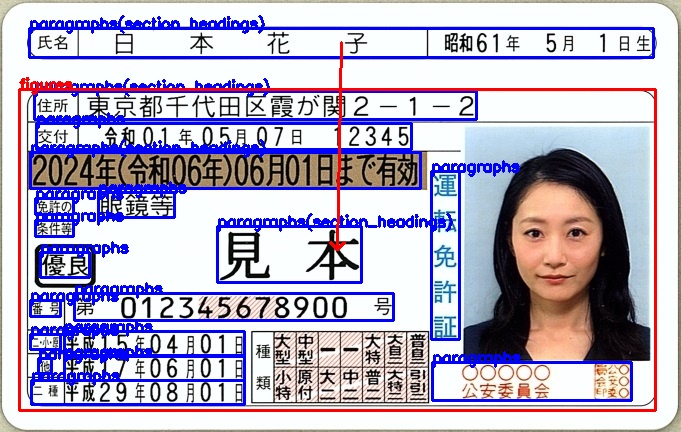 paragraphs(section_headings)
氏名 日本花子 昭和61年 5月 1日生
figures paragraphs(section_headings)
住所 東京都千代田区霞が関2-1-2
paragraphs
交付 令和01年05月07日 12345
paragraphs(section_headings)
2024年(令和06年)06月01日まで有効
paragraphs
paragraphs
免許の
眼鏡等
paragraphs
条件等
paragraphs
運転免許証
paragraphs(section_headings)
見本
paragraphs
優良
paragraphs
paragraphs
番号 第 012345678900 号
paragraphs
paragraphs
二・小・原 平成15年04月01日
paragraphs
他 平成17年06月01日
paragraphs
二種 平成29年08月01日
種類
大型 中型 大特 大自二 普自二
小特 原付 大二 中二 普二 大特二 引引二
paragraphs
○○○○○
公安委員会